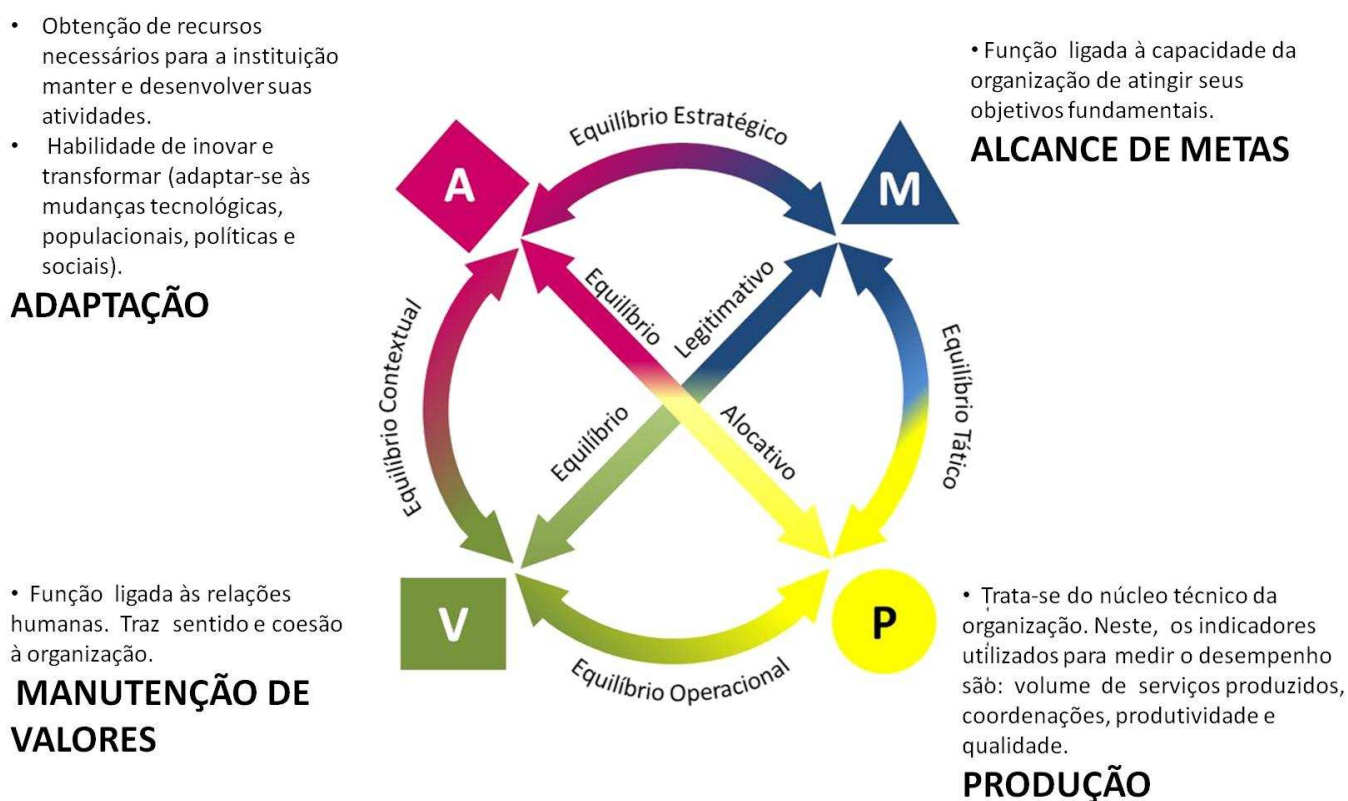 • Obtenção de recursos
necessários para a instituição
manter e desenvolver suas
atividades.
• Habilidade de inovar e
transformar (adaptar-se às
mudanças tecnológicas,
populacionais, políticas e
sociais).
ADAPTAÇÃO
• Função ligada à capacidade da
organização de atingir seus
objetivos fundamentais.
ALCANCE DE METAS
Equilíbrio Estratégico
A
M
Equilíbrio
Legitimativo
Equilíbrio Contextual
Equilíbrio Tático
Equilíbrio
Alocativo
V
P
Equilíbrio Operacional
• Função ligada às relações
humanas. Traz sentido e coesão
à organização.
MANUTENÇÃO DE
VALORES
• Trata-se do núcleo técnico da
organização. Neste, os indicadores
utilizados para medir o desempenho
são: volume de serviços produzidos,
coordenações, produtividade e
qualidade.
PRODUÇÃO